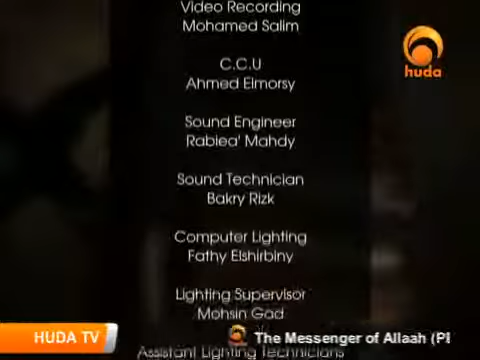 Video Recording
Mohamed Salim
C.C.U
Ahmed Elmorsy
huda
Sound Engineer
Rabiea' Mahdy
Sound Technician
Bakry Rizk
Computer Lighting
Fathy Elshirbiny
Lighting Supervisor
Mohsin Gad
HUDA TV
The Messenger of Allaah (P
Assistant Lighting Technicians